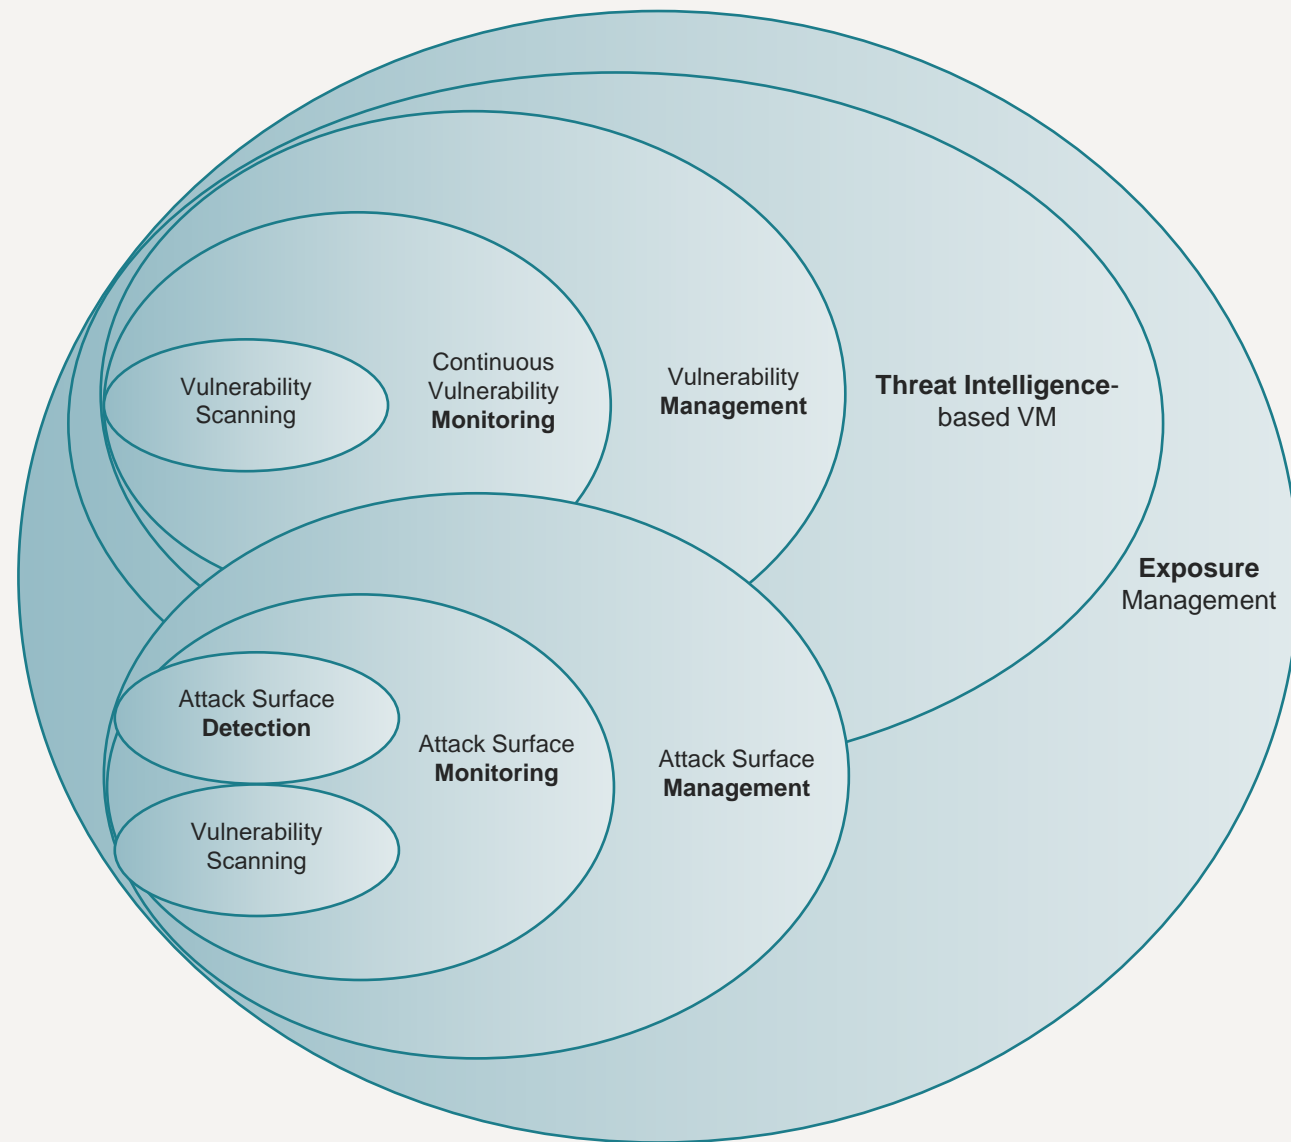 Vulnerability
Scanning
Continuous
Vulnerability
Monitoring
Vulnerability
Management
Threat Intelligence-
based VM
Exposure
Management
Attack Surface
Detection
Attack Surface
Monitoring
Attack Surface
Management
Vulnerability
Scanning